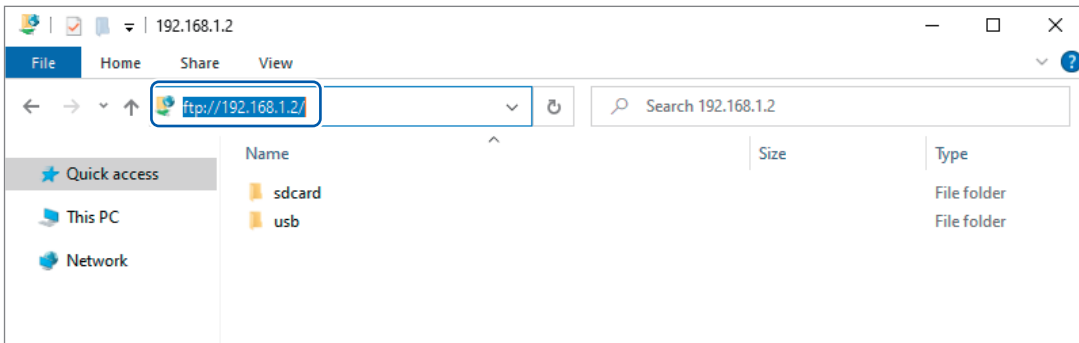 192.168.1.2
File Home Share View ?
ftp://192.168.1.2/ Search 192.168.1.2
Name Size Type
Quick access
sdcard File folder
This PC
usb File folder
Network